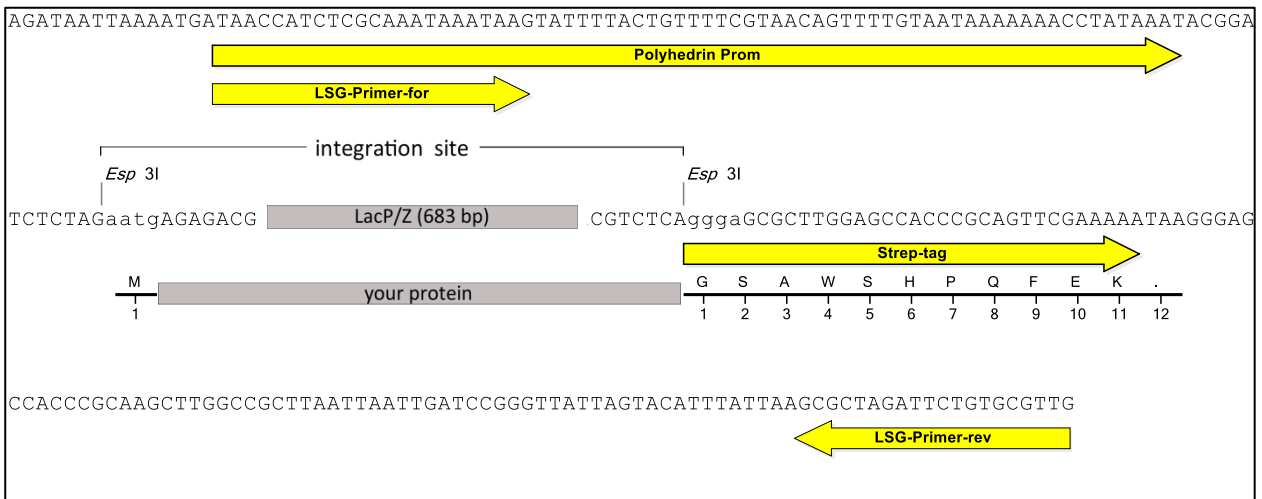 AGATAATTAAAATGATAACCATCTCGCAAATAAATAAGTATTTTACTGTTTTCGTAACAGTTTTGTAATAAAAAAACCTATAAATACGGA
Polyhedrin Prom
LSG-Primer-for
integration site
Esp 3I Esp 3I
TCTCTAGaatgAGAGACG LacP/Z (683 bp) CGTCTCAgggaGCGCTTGGAGCCACCCGCAGTTCGAAAAATAAGGGAG
Strep-tag
M your protein G S A W S H P Q F E K .
1 1 2 3 4 5 6 7 8 9 10 11 12
CCACCCGCAAGCTTGGCCGCTTAATTAATTGATCCGGGTTATTAGTACATTTATTAAGCGCTAGATTCTGTGCGTTG
LSG-Primer-rev